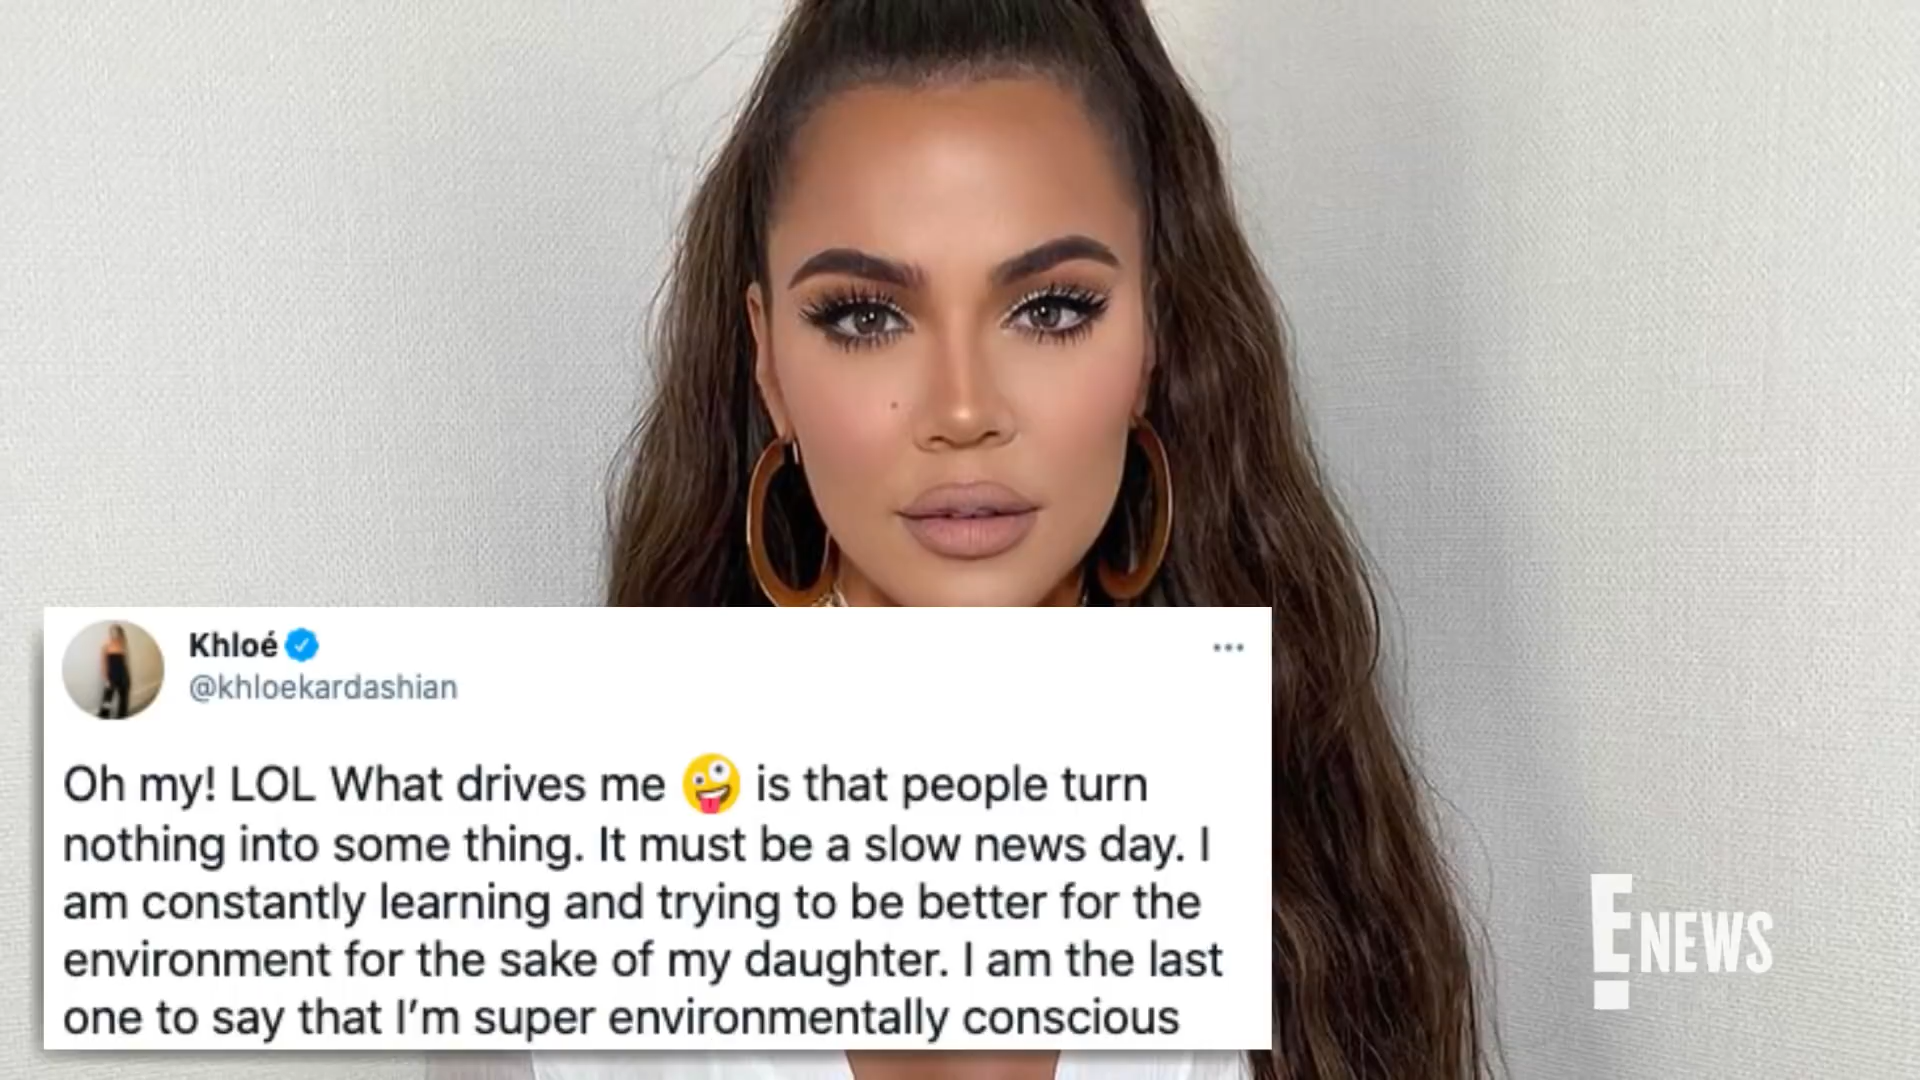 Khloé
@khloekardashian
Oh my! LOL What drives me 🤪 is that people turn
nothing into some thing. It must be a slow news day. I
am constantly learning and trying to be better for the
environment for the sake of my daughter. I am the last
one to say that I’m super environmentally conscious
E NEWS